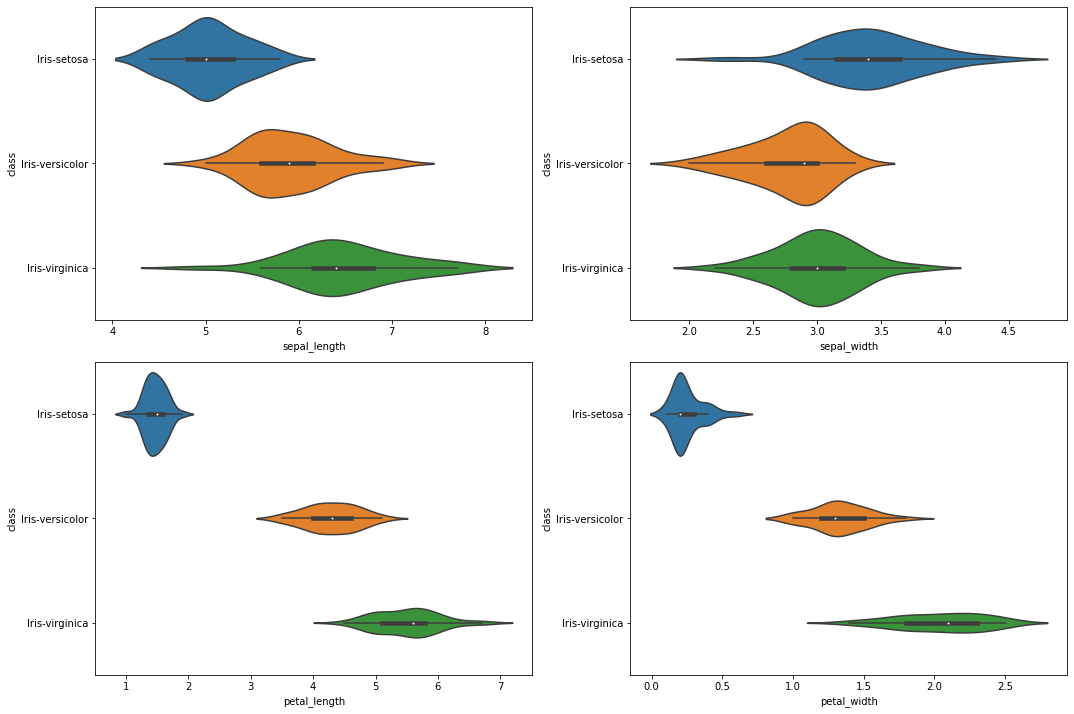 class
Iris-setosa
Iris-versicolor
Iris-virginica
4 5 6 7 8
sepal_length
class
Iris-setosa
Iris-versicolor
Iris-virginica
2.0 2.5 3.0 3.5 4.0 4.5
sepal_width
class
Iris-setosa
Iris-versicolor
Iris-virginica
1 2 3 4 5 6 7
petal_length
class
Iris-setosa
Iris-versicolor
Iris-virginica
0.0 0.5 1.0 1.5 2.0 2.5
petal_width